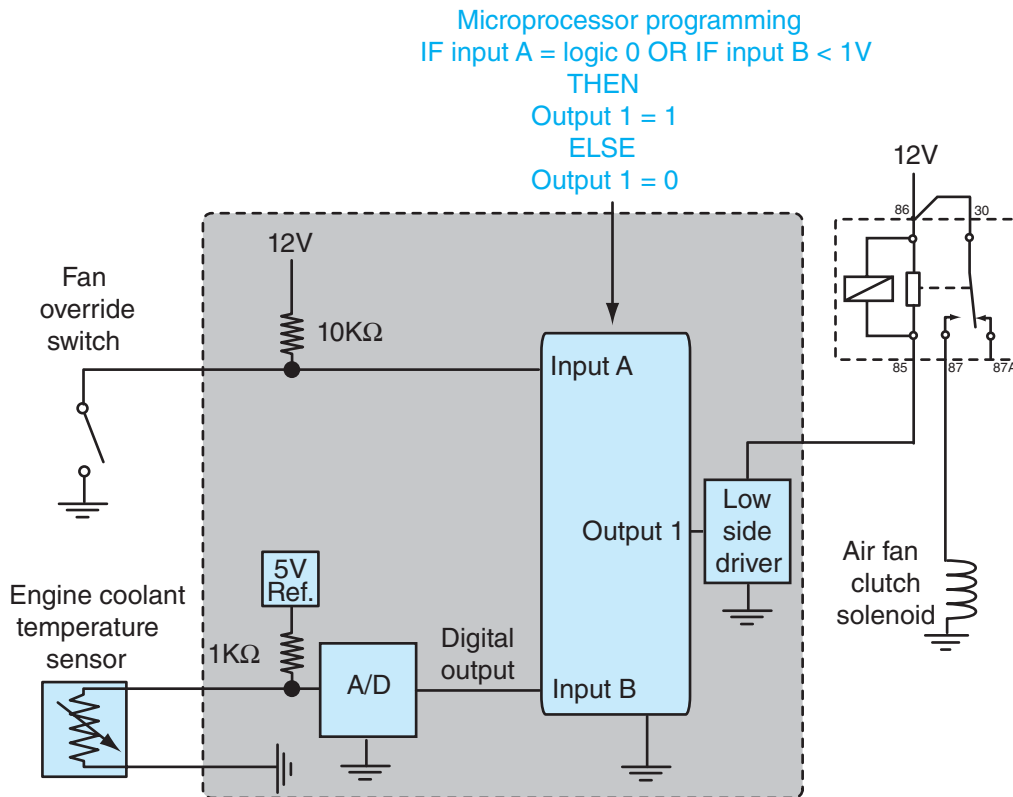 Microprocessor programming
IF input A = logic 0 OR IF input B < 1V
THEN
Output 1 = 1
ELSE
Output 1 = 0
12V
86
30
12V
Fan
override
switch
10KΩ
Input A
85
87
87A
Output 1
Low
side
driver
5V
Ref.
Air fan
clutch
solenoid
Engine coolant
temperature
sensor
1KΩ
A/D
Digital
output
Input B